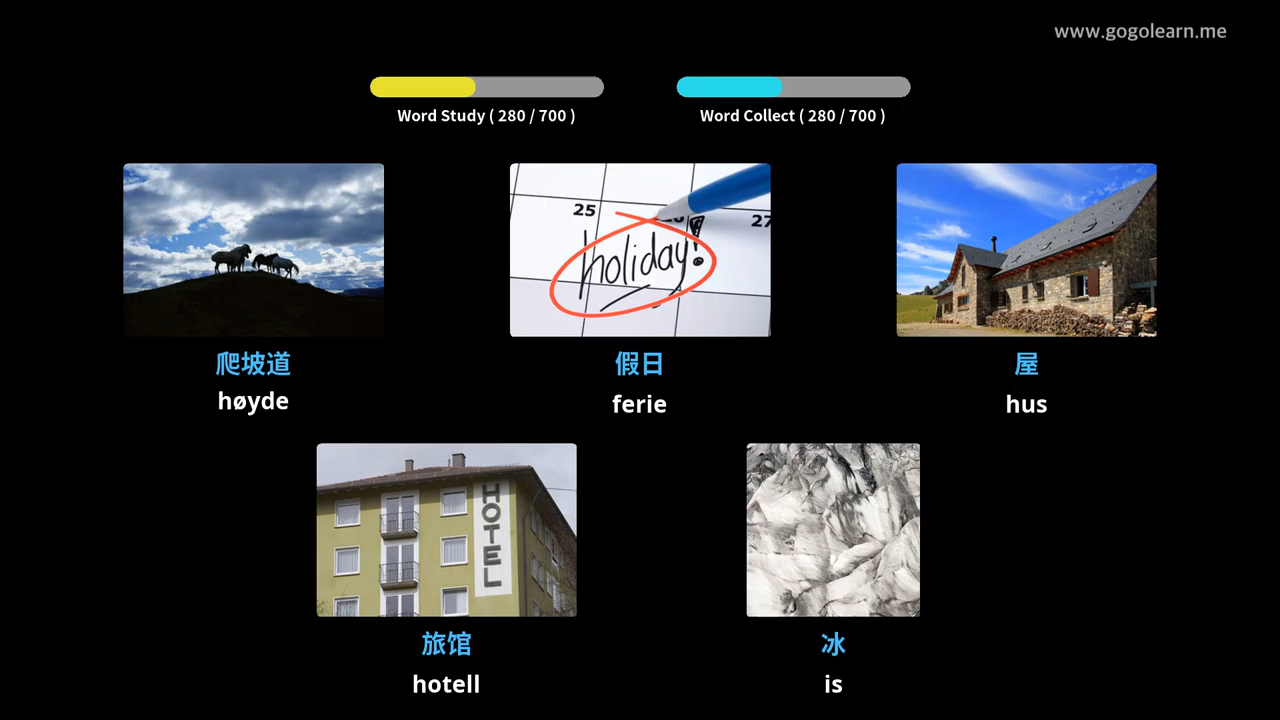 www.gogolearn.me
Word Study ( 280 / 700 )
Word Collect ( 280 / 700 )
25
27
holiday!
爬坡道
假日
屋
høyde
ferie
hus
HOTEL
旅馆
冰
hotell
is